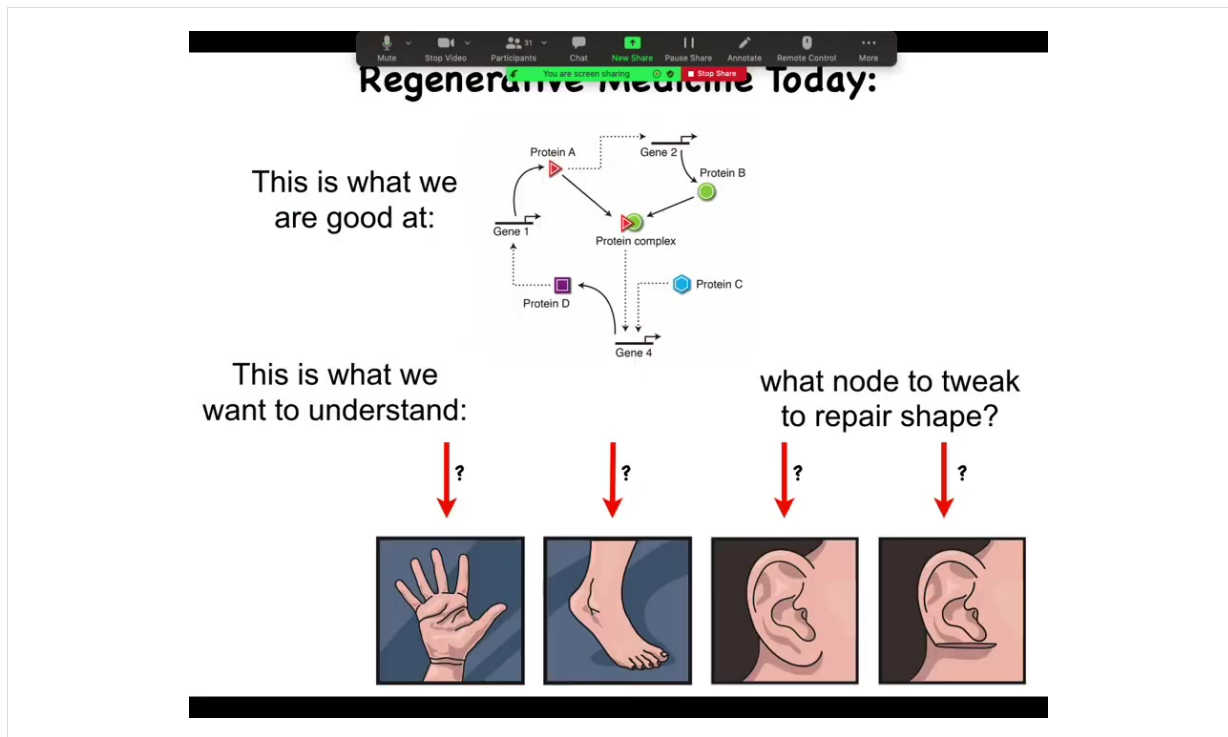 Mute
Stop Video
Participants
31
Chat
New Share
Pause Share
Annotate
Remote Control
More
You are screen sharing
Stop Share
Regenerative Medicine Today:
This is what we
are good at:
Protein A
Gene 2
Protein B
Gene 1
Protein complex
Protein D
Protein C
Gene 4
This is what we
want to understand:
what node to tweak
to repair shape?
?
?
?
?